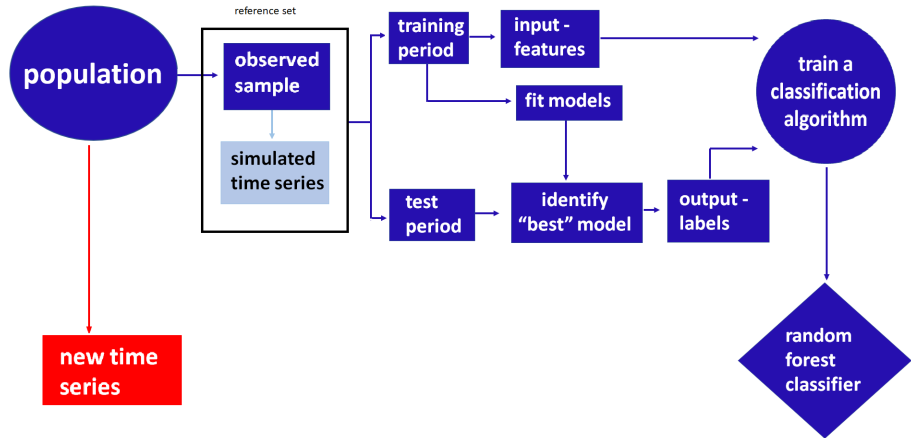 reference set
population
observed
sample
simulated
time series
training
period
input -
features
fit models
test
period
identify
“best” model
output -
labels
train a
classification
algorithm
new time
series
random
forest
classifier